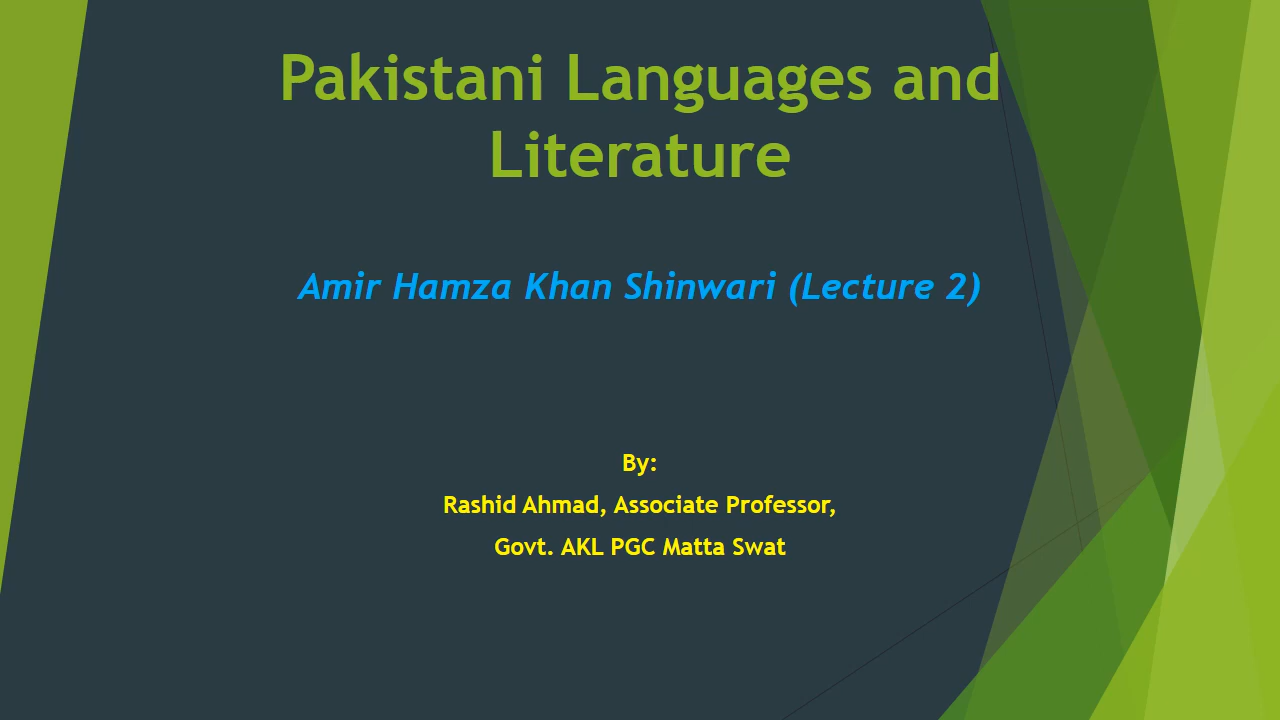 Pakistani Languages and
Literature
Amir Hamza Khan Shinwari (Lecture 2)
By:
Rashid Ahmad, Associate Professor,
Govt. AKL PGC Matta Swat